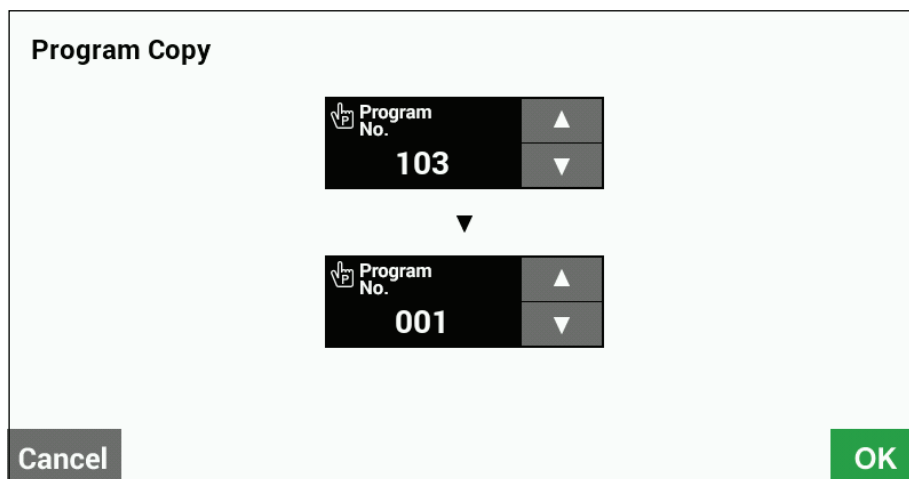 Program Copy
P Program
No.
103
▲
▼
▼
P Program
No.
001
▲
▼
Cancel
OK